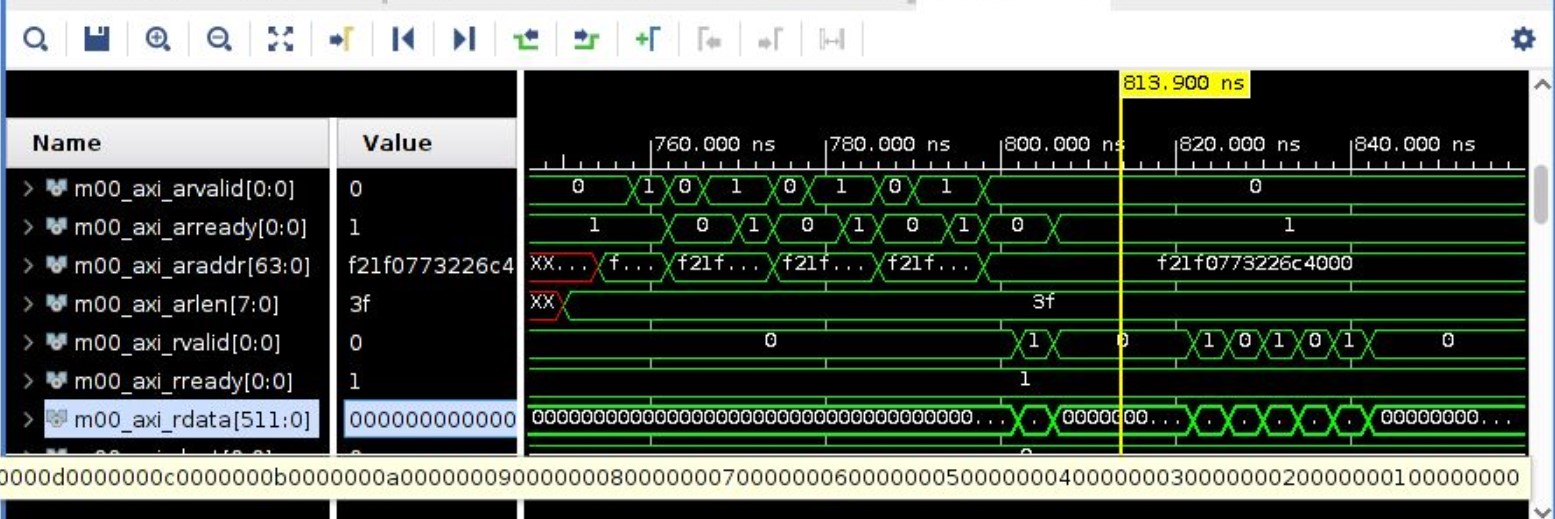 813.900 ns
Name Value 760.000 ns 780.000 ns 800.000 ns 820.000 ns 840.000 ns
m00_axi_arvalid[0:0] 0 0 1 0 1 0 1 0 1 0
m00_axi_arready[0:0] 1 1 0 1 0 1 0 1 0 1
m00_axi_araddr[63:0] f21f0773226c4 XX... f... f21f... f21f... f21f... f21f0773226c4000
m00_axi_arlen[7:0] 3f XX 3f
m00_axi_rvalid[0:0] 0 0 1 0 1 0 1 0 1 0
m00_axi_rready[0:0] 1 1
m00_axi_rdata[511:0] 0000000000000 000000000000000000000000000000000000... . 0000000... . . . . . 00000000...
0000d0000000c0000000b0000000a00000009000000080000000700000006000000050000000400000003000000020000000100000000